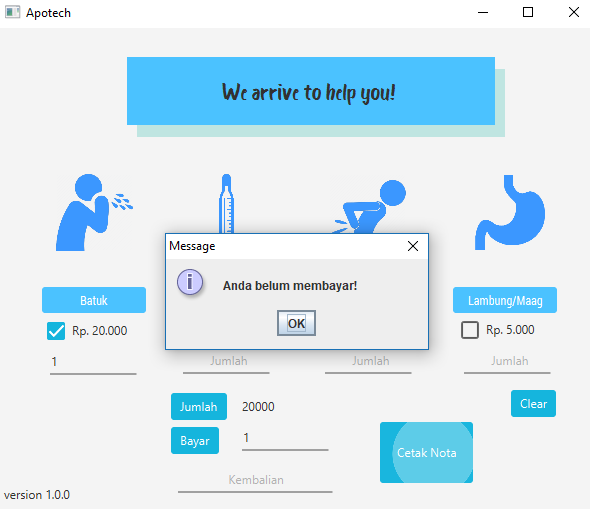 Apotech
We arrive to help you!
Message
Anda belum membayar!
OK
Batuk
Lambung/Maag
Rp. 20.000
Rp. 5.000
1
Jumlah
Jumlah
Jumlah
Jumlah
20000
Clear
Bayar
1
Cetak Nota
Kembalian
version 1.0.0